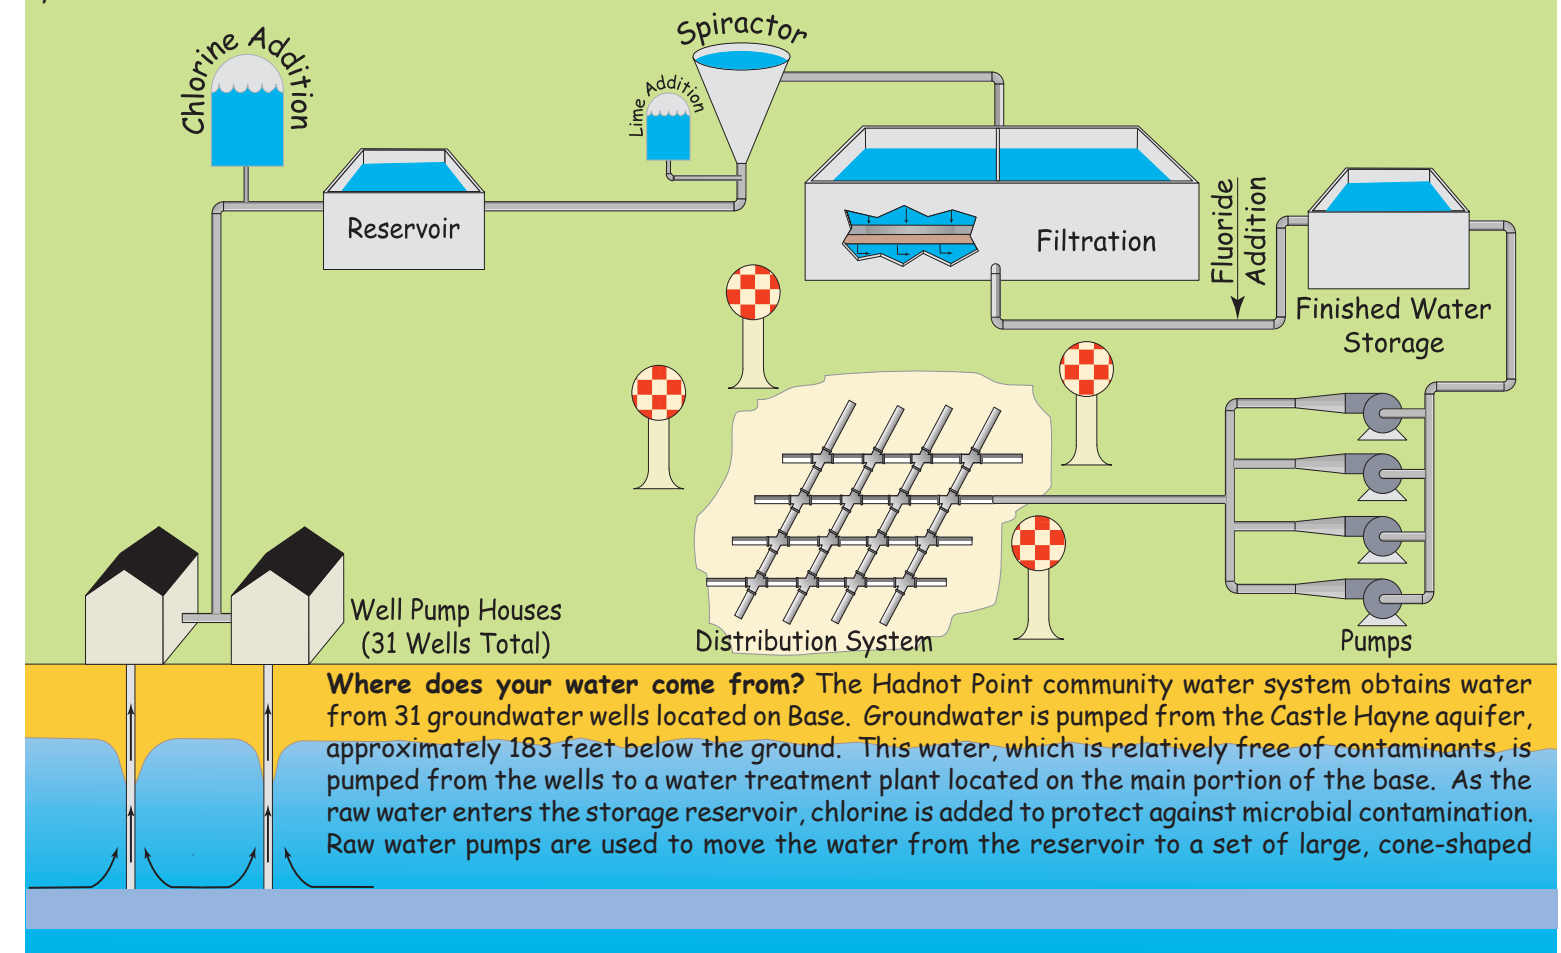 Chlorine Addition
Spiractor
Lime Addition
Reservoir
Filtration
Fluoride
Addition
Finished Water
Storage
Well Pump Houses
(31 Wells Total)
Distribution System
Pumps
Where does your water come from? The Hadnot Point community water system obtains water
from 31 groundwater wells located on Base.  Groundwater is pumped from the Castle Hayne aquifer,
approximately 183 feet below the ground.  This water, which is relatively free of contaminants, is
pumped from the wells to a water treatment plant located on the main portion of the base.  As the
raw water enters the storage reservoir, chlorine is added to protect against microbial contamination.
Raw water pumps are used to move the water from the reservoir to a set of large, cone-shaped